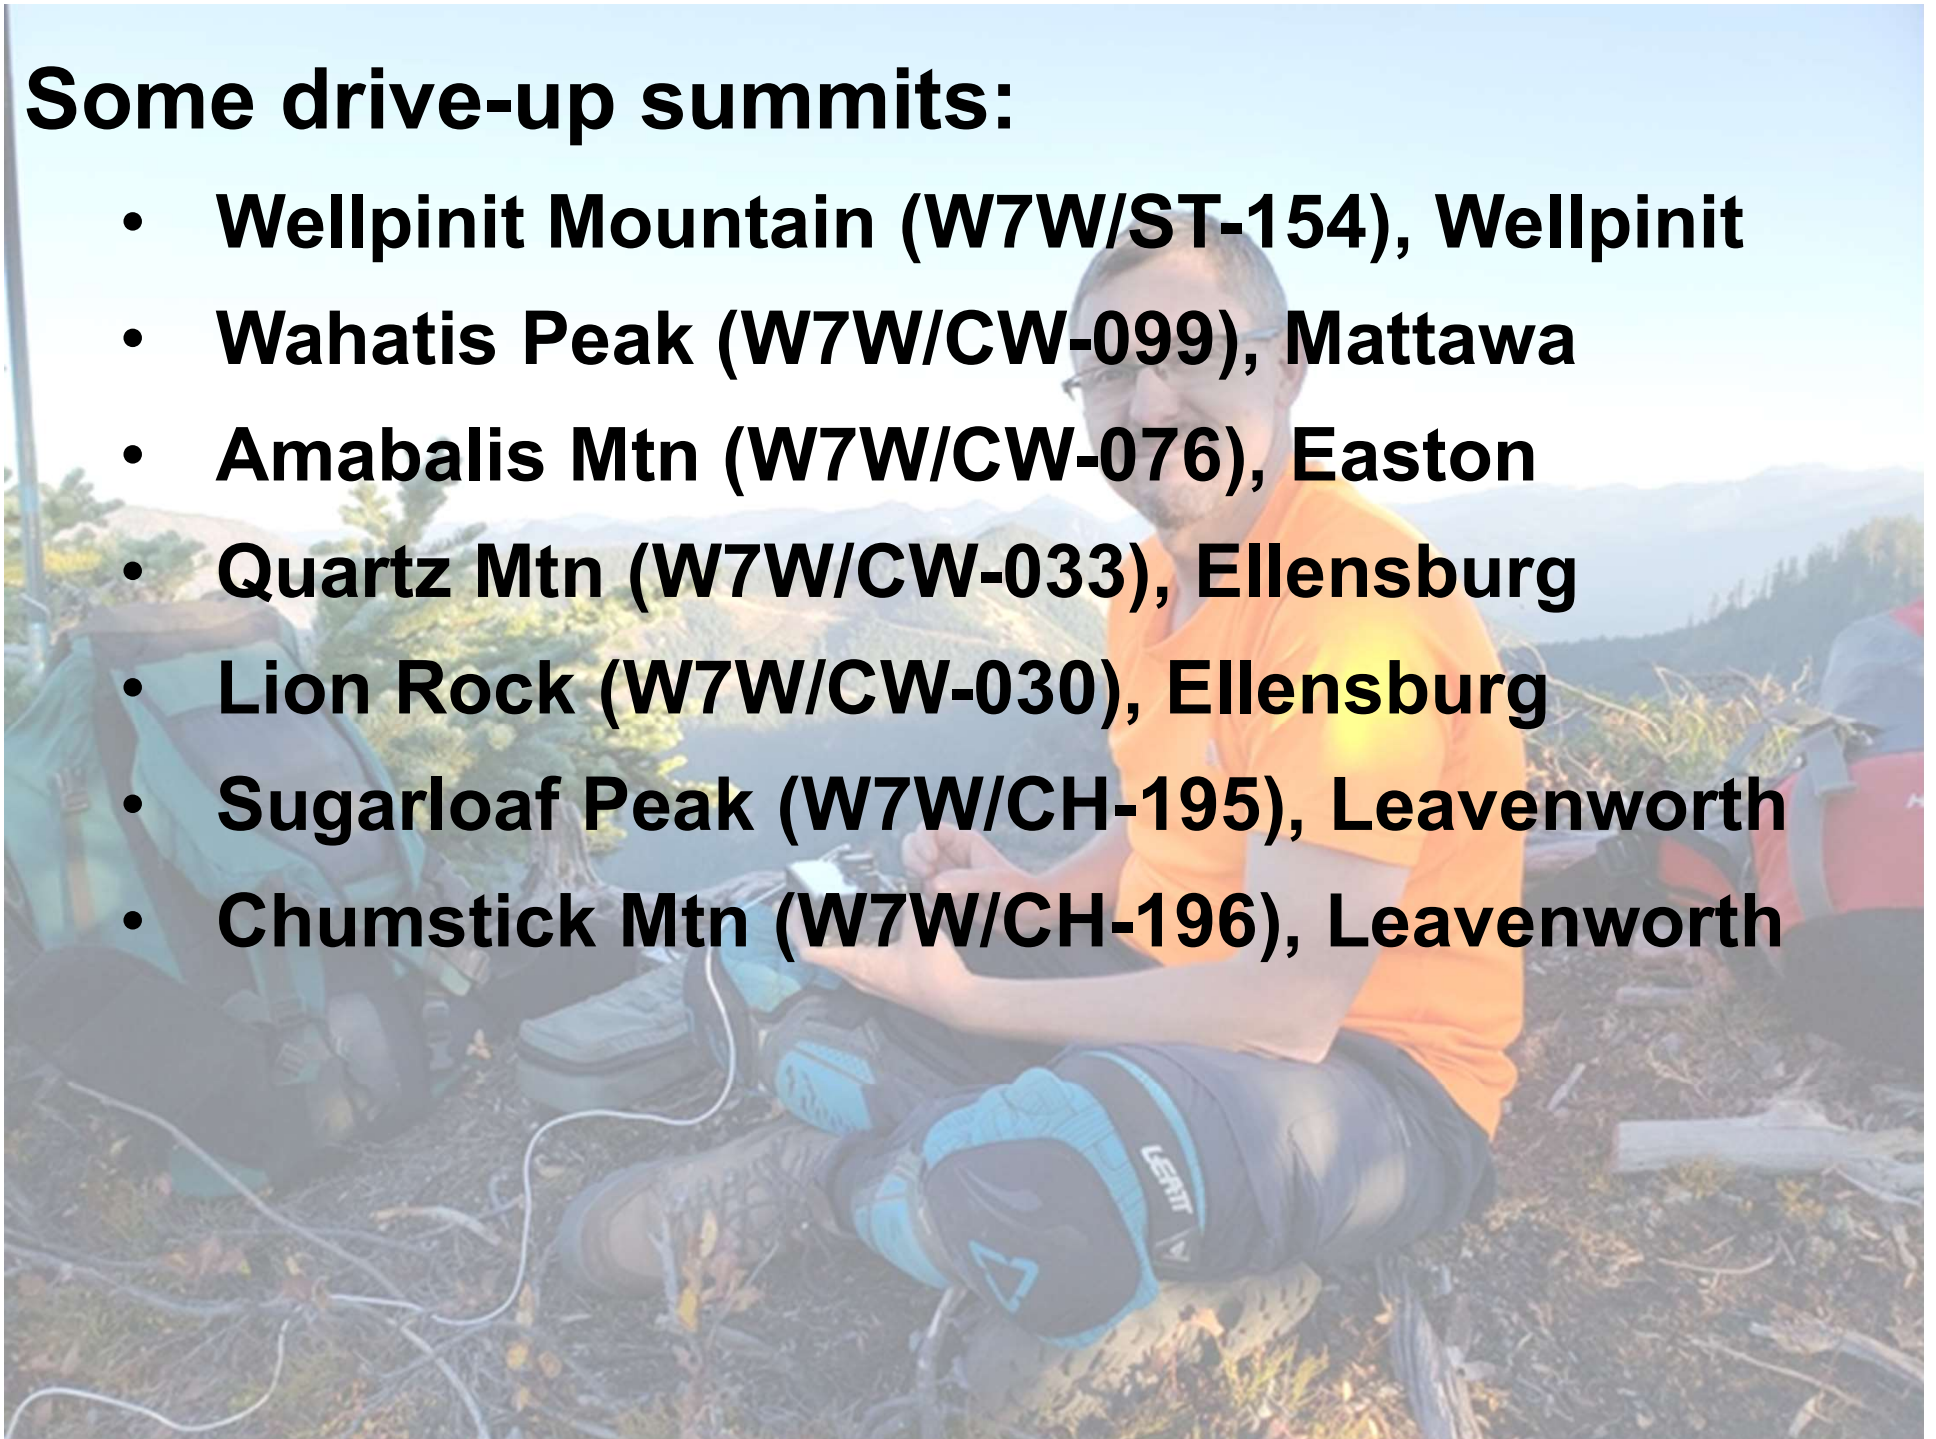 Some drive-up summits:
• Wellpinit Mountain (W7W/ST-154), Wellpinit
• Wahatis Peak (W7W/CW-099), Mattawa
• Amabalis Mtn (W7W/CW-076), Easton
• Quartz Mtn (W7W/CW-033), Ellensburg
• Lion Rock (W7W/CW-030), Ellensburg
• Sugarloaf Peak (W7W/CH-195), Leavenworth
• Chumstick Mtn (W7W/CH-196), Leavenworth
LEATT